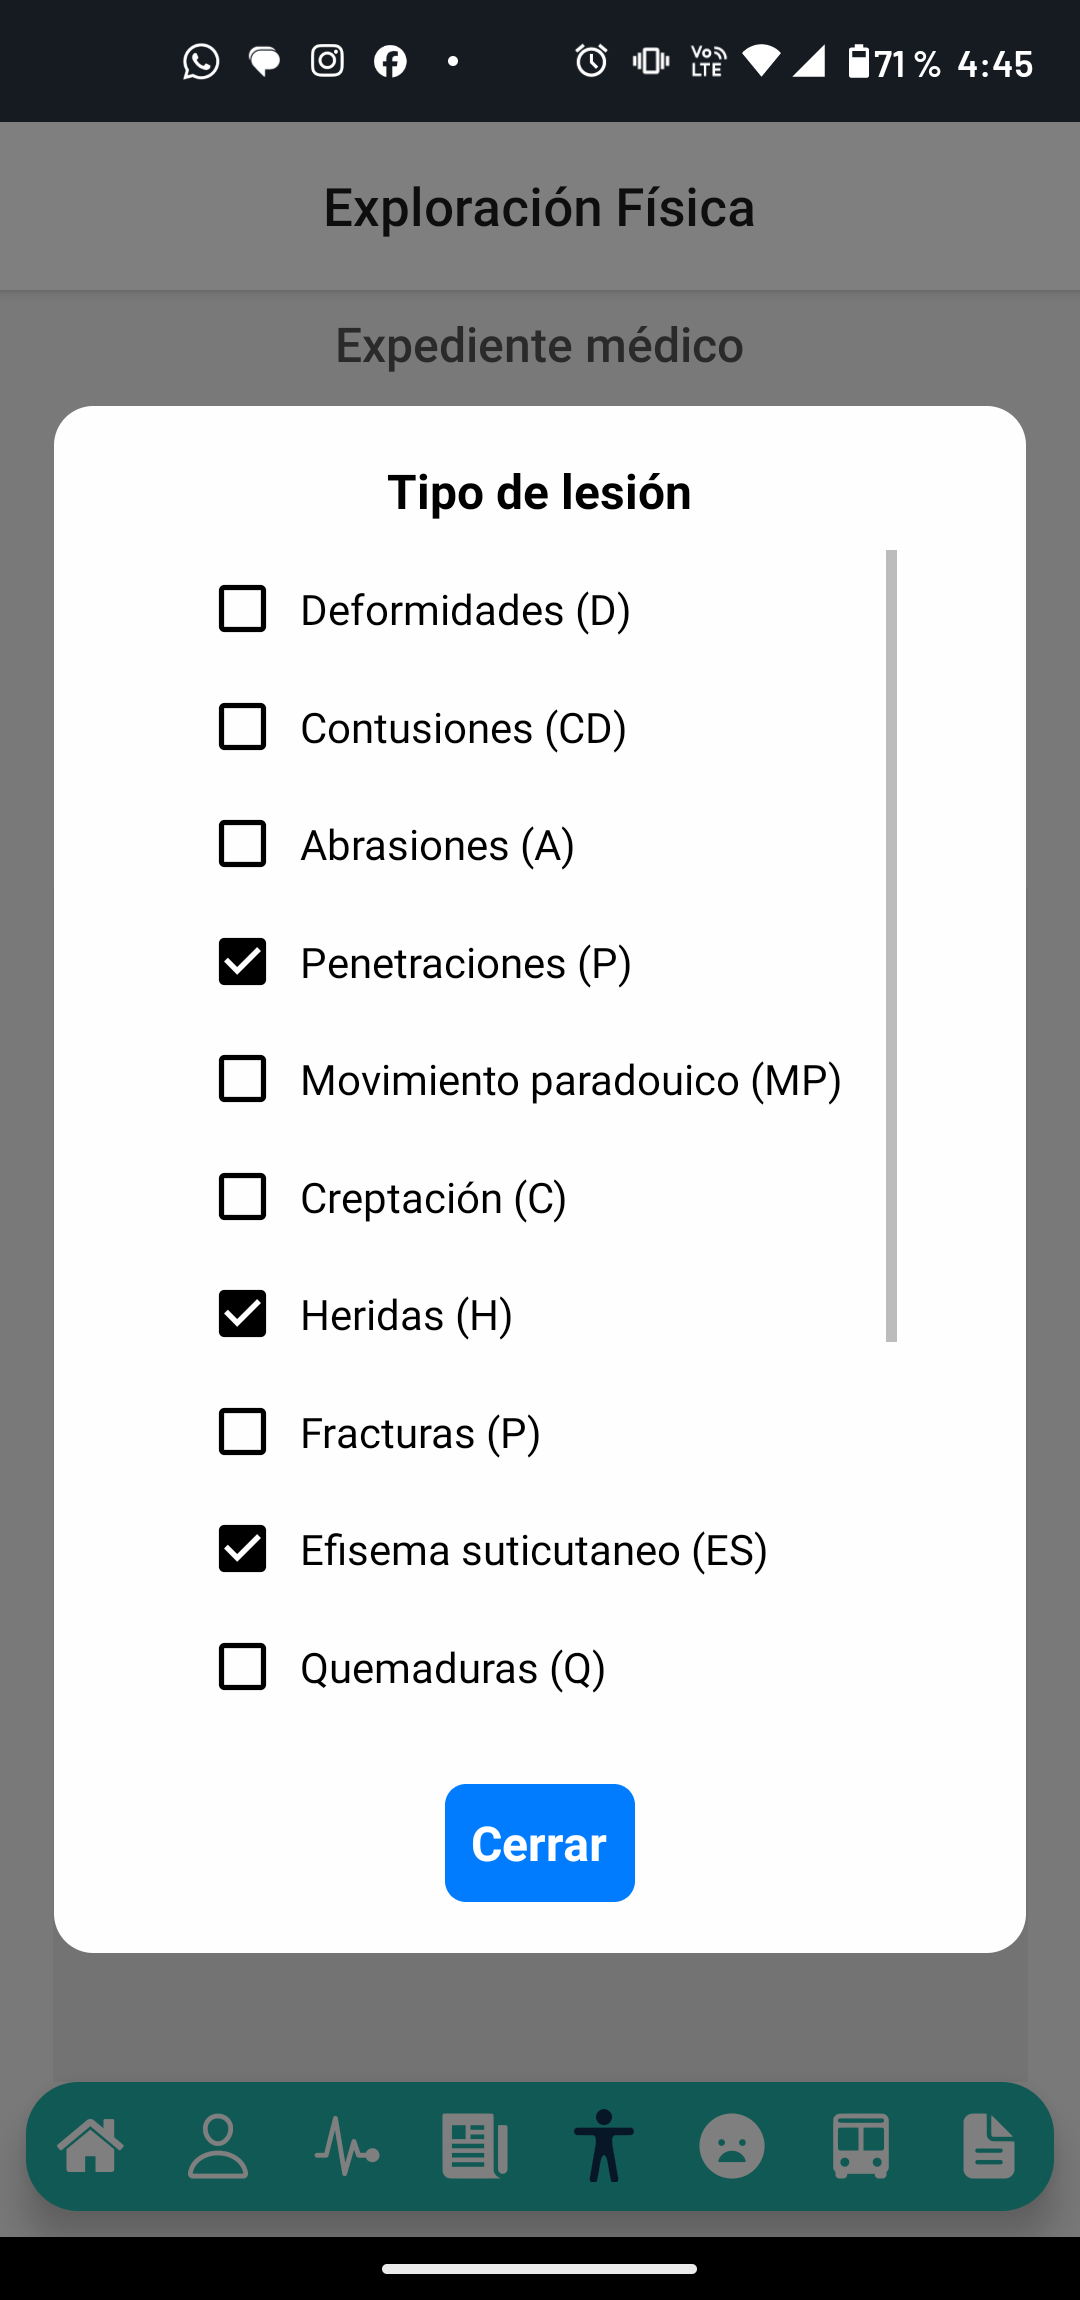 Vo LTE 71 % 4:45
Exploración Física
Expediente médico
Tipo de lesión
Deformidades (D)
Contusiones (CD)
Abrasiones (A)
Penetraciones (P)
Movimiento paradouico (MP)
Creptación (C)
Heridas (H)
Fracturas (P)
Efisema suticutaneo (ES)
Quemaduras (Q)
Cerrar